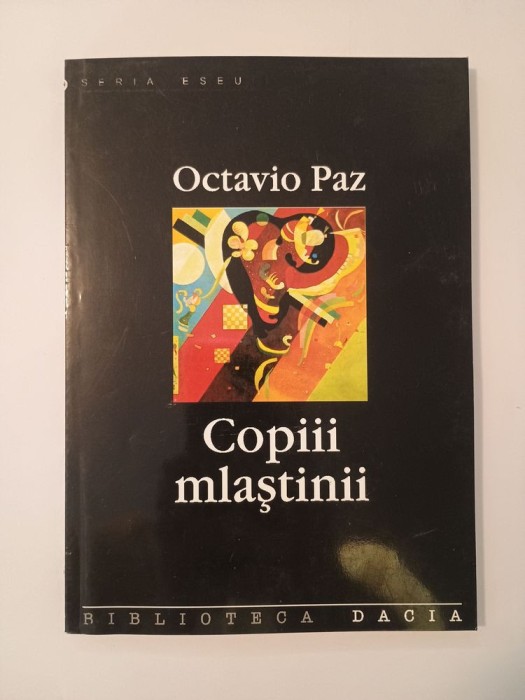 SERIA ESEU
Octavio Paz
Copiii
mlaştinii
BIBLIOTECA DACIA